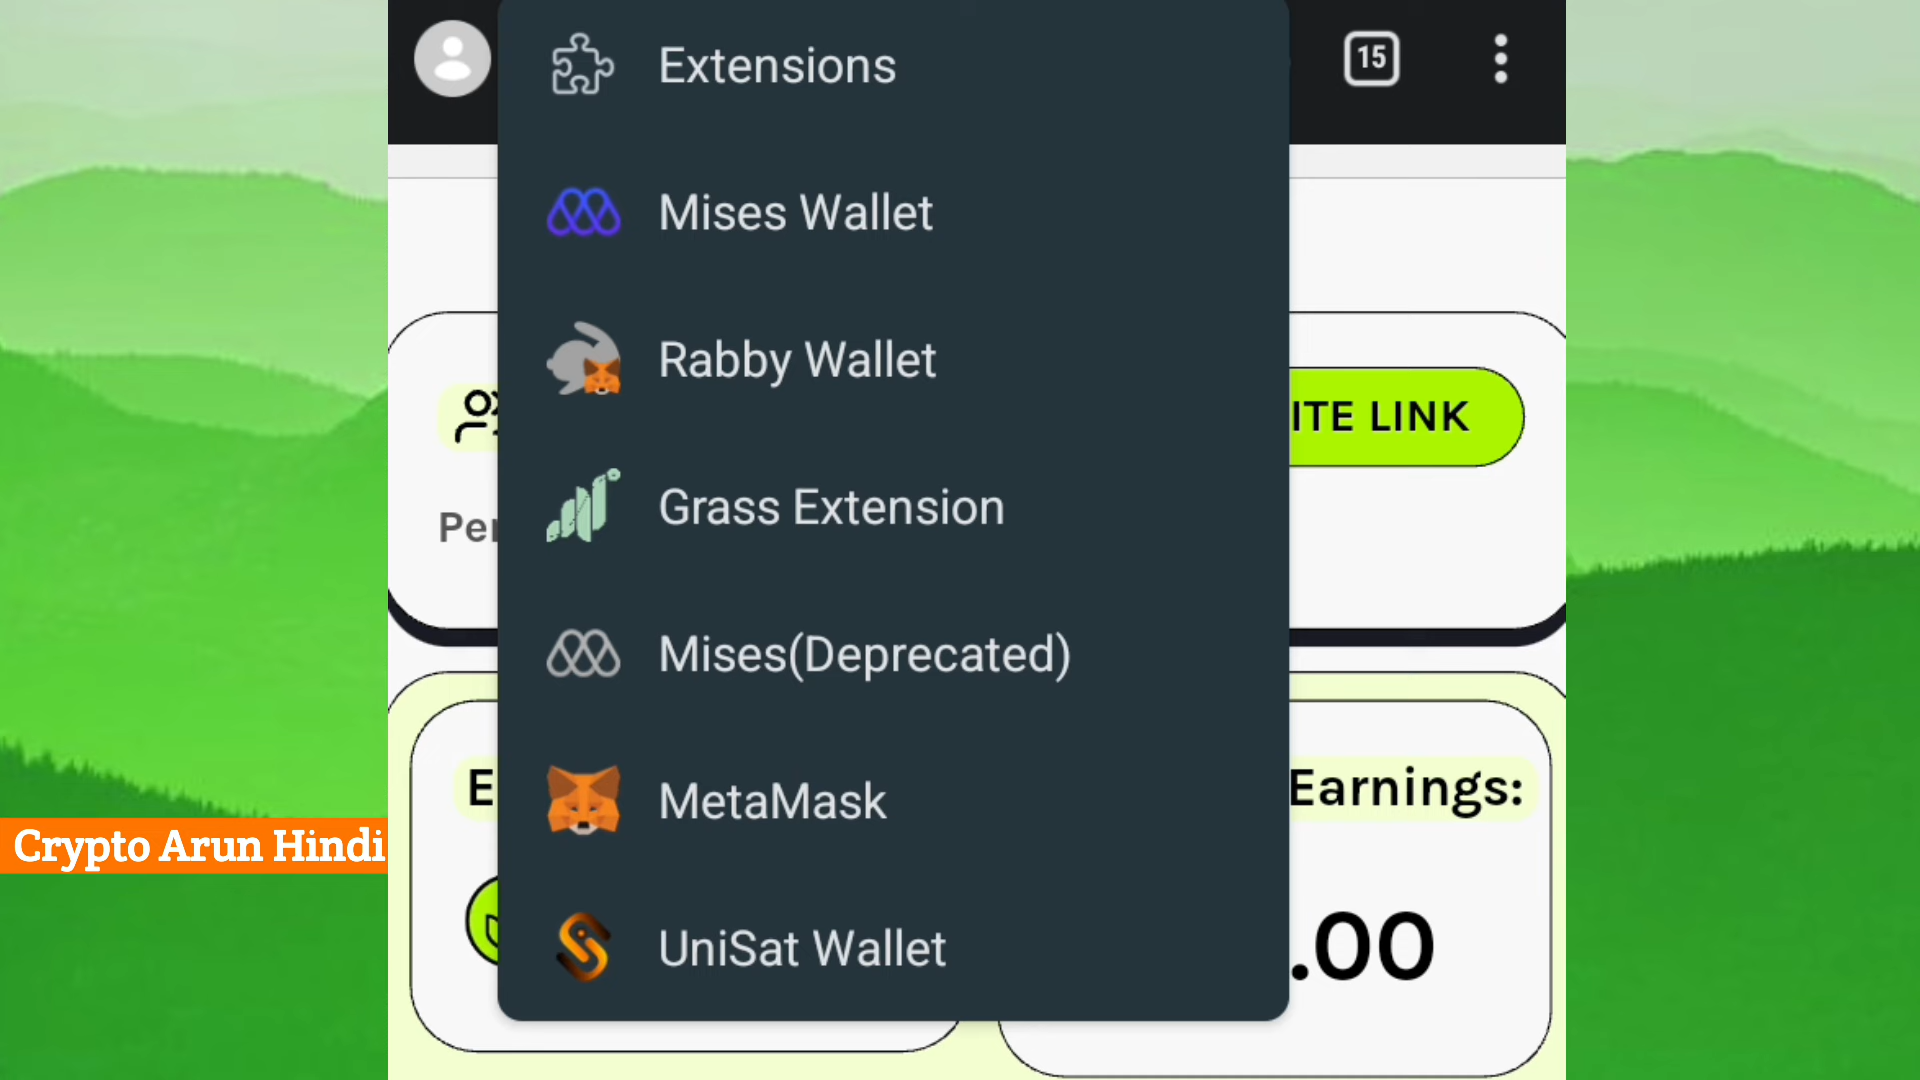 15
Extensions
Mises Wallet
Rabby Wallet
ITE LINK
Grass Extension
Mises(Deprecated)
Earnings:
MetaMask
Crypto Arun Hindi
UniSat Wallet
.00